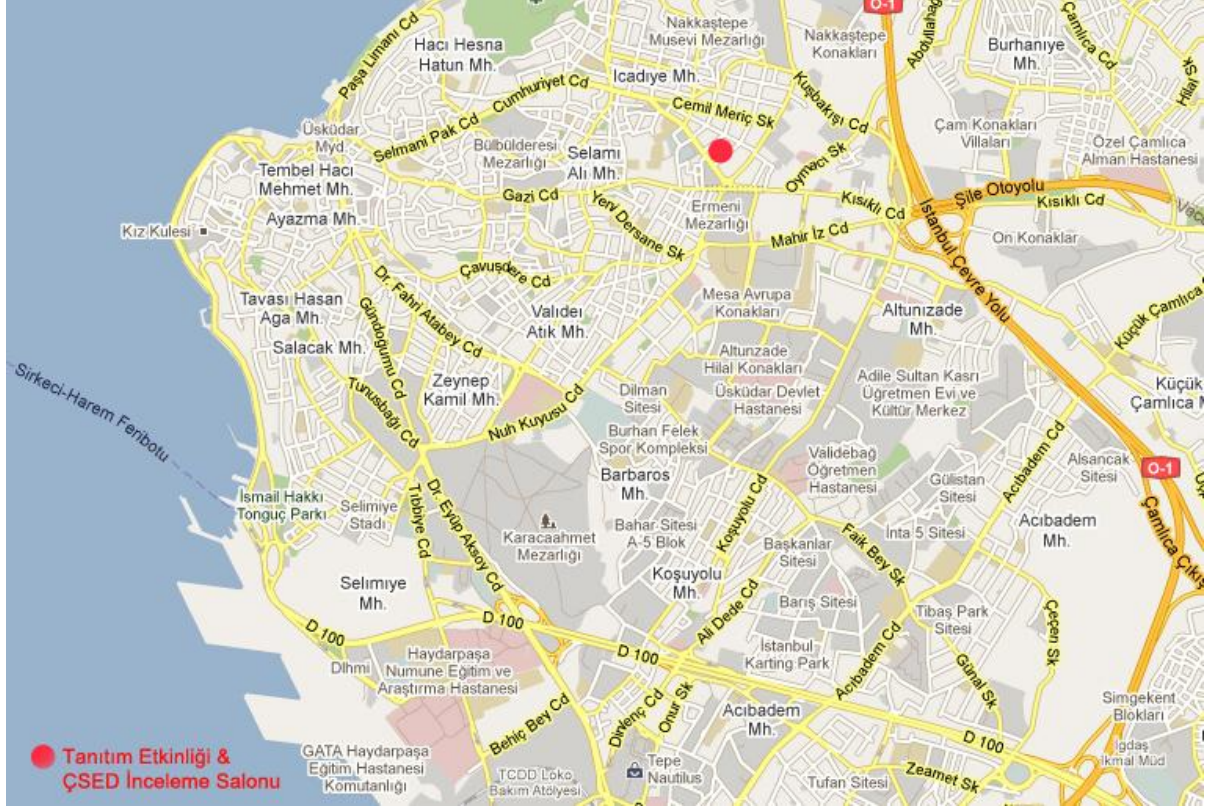 O-1
Nakkaştepe
Musevi Mezarlığı
Nakkaştepe
Konakları
Burhaniye
Mh.
Çamlıca Cd
Hilal Sk
Paşa Limanı Cd
Hacı Hesna
Hatun Mh.
İcadiye Mh.
Kuşbakışı Cd
Cumhuriyet Cd
Cemil Meriç Sk
Selmani Pak Cd
Üsküdar
Myd.
Bülbülderesi
Mezarlığı
Selami
Ali Mh.
Çam Konakları
Villaları
Özel Çamlıca
Alman Hastanesi
Oymacı Sk
Tembel Hacı
Mehmet Mh.
Gazi Cd
Yeni Dersane Sk
Ermeni
Mezarlığı
Kısıklı Cd
Şile Otoyolu
Kısıklı Cd
Ayazma Mh.
Kız Kulesi
Mahir İz Cd
İstanbul Çevre Yolu
On Konaklar
Çavuşdere Cd
Dr. Fahri Atabey Cd
Gündoğumu Cd
Tavası Hasan
Aga Mh.
Salacak Mh.
Valıdeı
Atik Mh.
Mesa Avrupa
Konakları
Altunizade
Mh.
Küçük Çamlıca
Altunzade
Hilal Konakları
Zeynep
Kamil Mh.
Tunusbağı Cd
Dilman
Sitesi
Üsküdar Devlet
Hastanesi
Adile Sultan Kasrı
Öğretmen Evi ve
Kültür Merkez
Küçük
Çamlıca
Sirkeci-Harem Feribotu
Nuh Kuyusu Cd
Burhan Felek
Spor Kompleksi
Validebağ
Öğretmen
Hastanesi
Acıbadem Cd
Alsancak
Sitesi
O-1
Barbaros
Mh.
Gülistan
Sitesi
İsmail Hakkı
Tonguç Parkı
Selimiye
Stadı
Tıbbiye Cd
Dr. Eyüp Aksoy Cd
Karacaahmet
Mezarlığı
Bahar Sitesi
A-5 Blok
Koşuyolu Cd
Başkanlar
Sitesi
Faik Bey Sk
İnta 5 Sitesi
Acıbadem
Mh.
Çamlıca Çıkış
Selımıye
Mh.
Koşuyolu
Mh.
Ali Dede Cd
Barış Sitesi
Tibaş Park
Sitesi
Çeçen Sk
D 100
D 100
D 100
Dlhmi
Haydarpaşa
Numune Eğitim ve
Araştırma Hastanesi
İstanbul
Karting Park
Acıbadem Cd
Günal Sk
Simgekent
Blokları
Behiç Bey Cd
Dinlenç Cd
Onur Sk
Acıbadem
Mh.
D 100
Tanıtım Etkinliği &
ÇSED İnceleme Salonu
GATA Haydarpaşa
Eğitim Hastanesi
Komutanlığı
TCDD Loko
Bakım Atölyesi
Tepe
Nautilus
Tufan Sitesi
Zeamet Sk
Igdaş
İkmal Müd